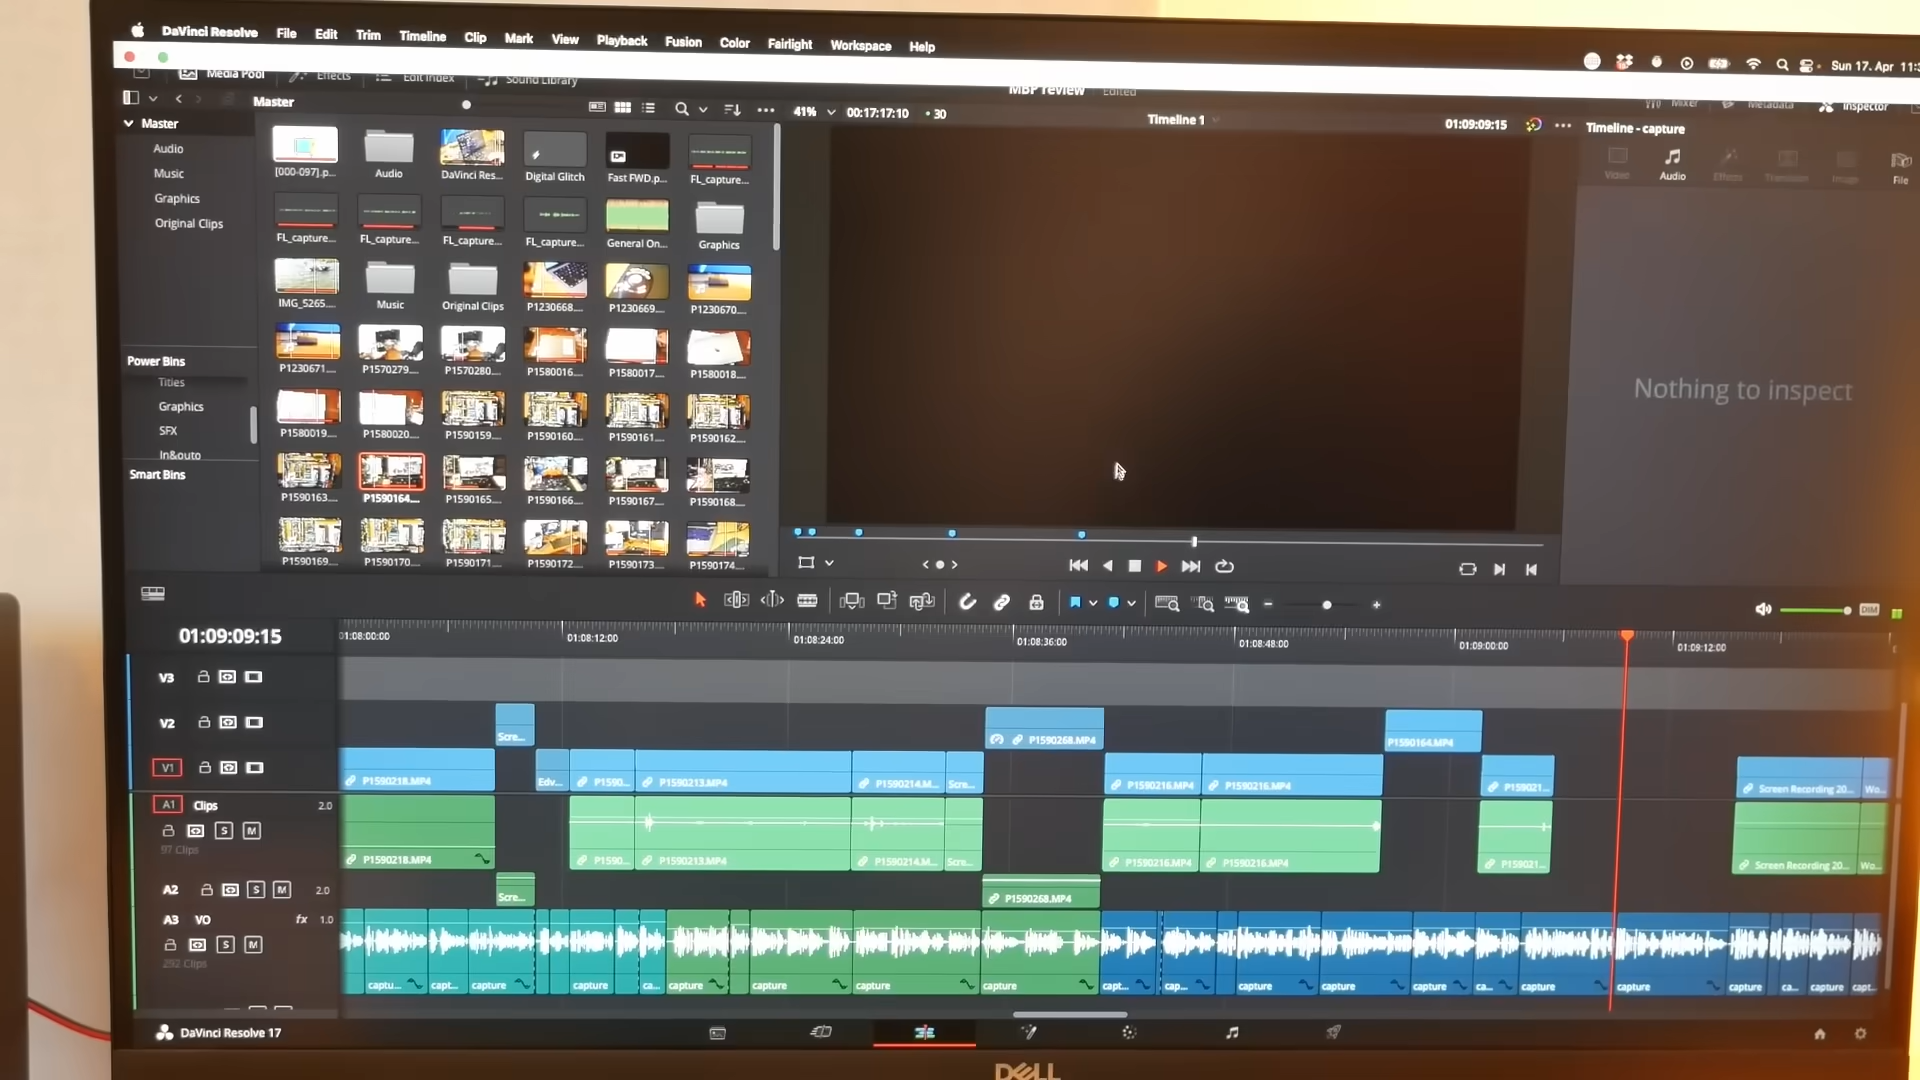 DaVinci Resolve File Edit Trim Timeline Clip Mark View Playback Fusion Color Fairlight Workspace Help
Sun 17. Apr 11:3
Media Pool Effects Edit Index Sound Library
MBP review Edited
Mixer Metadata Inspector
Master
41% 00:17:17:10 30
Timeline 1
01:09:09:15
Timeline - capture
Master
Audio
Music
Graphics
Original Clips
Power Bins
Titles
Graphics
SFX
In&outo
Smart Bins
[000-097].p... Audio DaVinci Res... Digital Glitch Fast FWD.p... FL_capture...
FL_capture... FL_capture... FL_capture... FL_capture... General On... Graphics
IMG_5265.... Music Original Clips P1230668.... P1230669.... P1230670....
P1230671.... P1570279.... P1570280.... P1580016.... P1580017.... P1580018....
P1580019.... P1580020.... P1590159.... P1590160.... P1590161.... P1590162....
P1590163.... P1590164.... P1590165.... P1590166.... P1590167.... P1590168....
P1590169.... P1590170.... P1590171.... P1590172.... P1590173.... P1590174....
Video Audio Effects Transition Image File
Nothing to inspect
DIM
01:09:09:15
01:08:00:00 01:08:12:00 01:08:24:00 01:08:36:00 01:08:48:00 01:09:00:00 01:09:12:00
V3
V2
Scre... P1590268.MP4 P1590164.MP4
V1
P1590218.MP4 Edv... P1590... P1590213.MP4 P1590214.M... Scre... P1590216.MP4 P1590216.MP4 P159021... Screen Recording 20... Wo...
A1 Clips 2.0
S M
97 Clips
P1590218.MP4 P1590... P1590213.MP4 P1590214.M... Scre... P1590216.MP4 P1590216.MP4 P159021... Screen Recording 20... Wo...
A2 S M 2.0
Scre... P1590268.MP4
A3 VO fx 1.0
S M
292 Clips
captu... capt... capture capture ca... capture capture capture capture capt... cap... capture capture capture ca... capture capture capture ca... capture capt...
DaVinci Resolve 17
DELL